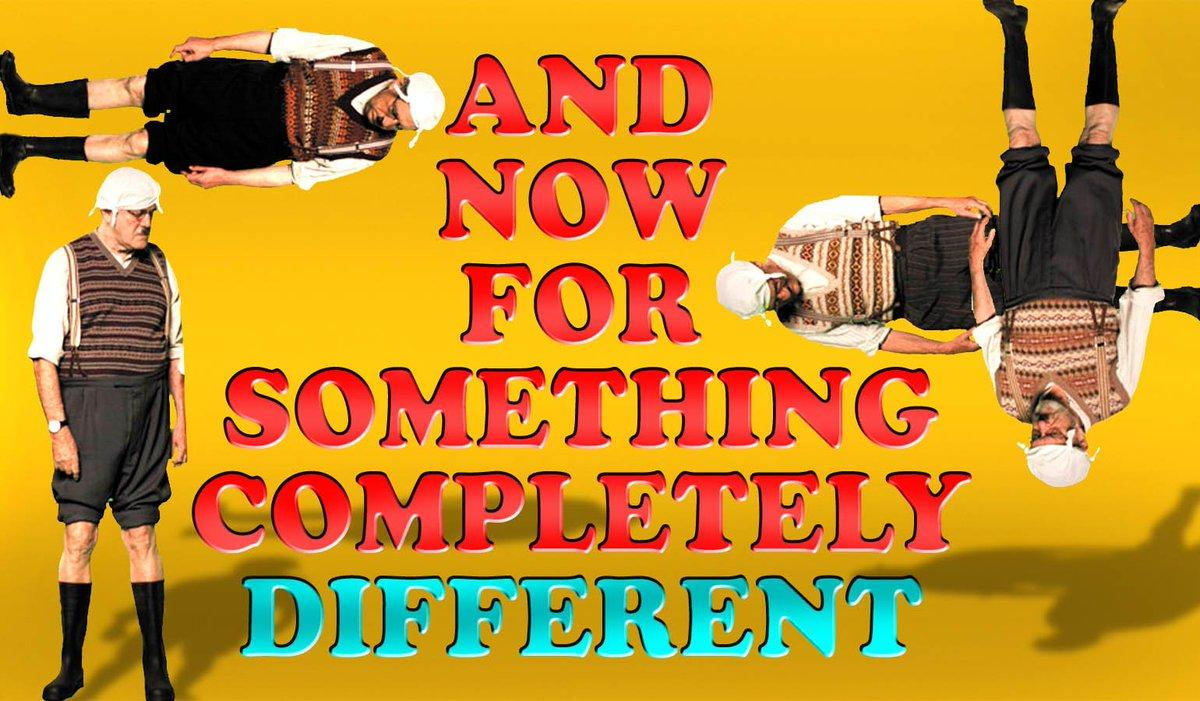 AND
NOW
FOR
SOMETHING
COMPLETELY
DIFFERENT